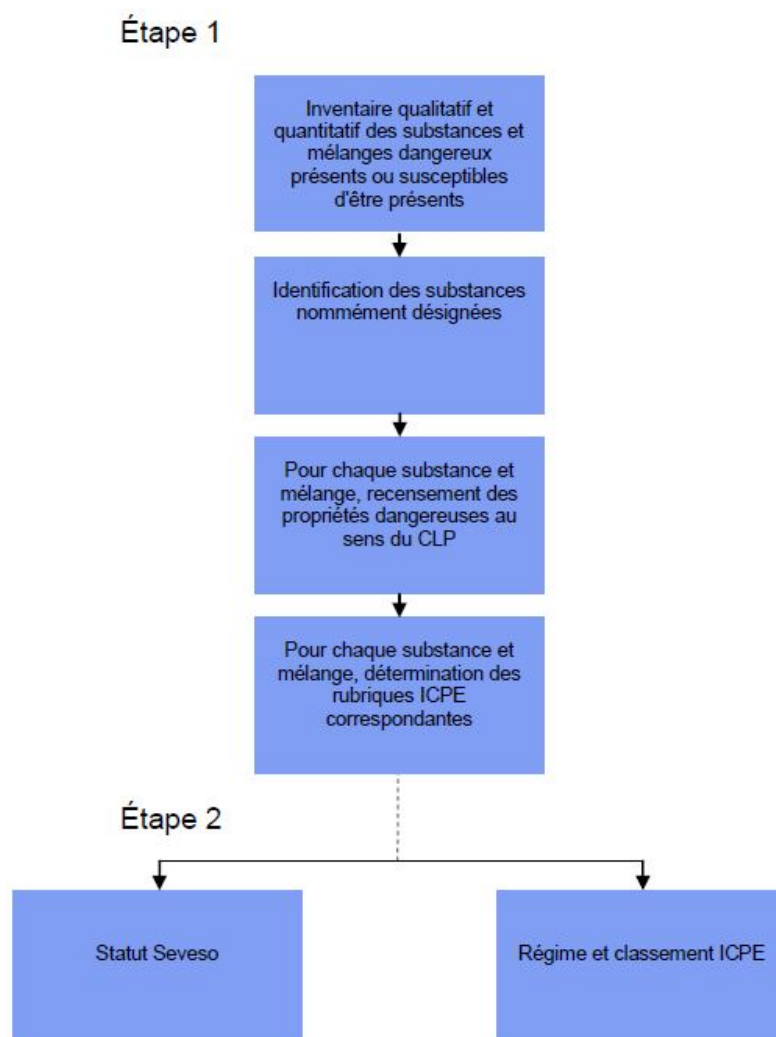 Étape 1
Inventaire qualitatif et
quantitatif des substances et
mélanges dangereux
présents ou susceptibles
d'être présents
Identification des substances
nommément désignées
Pour chaque substance et
mélange, recensement des
propriétés dangereuses au
sens du CLP
Pour chaque substance et
mélange, détermination des
rubriques ICPE
correspondantes
Étape 2
Statut Seveso
Régime et classement ICPE